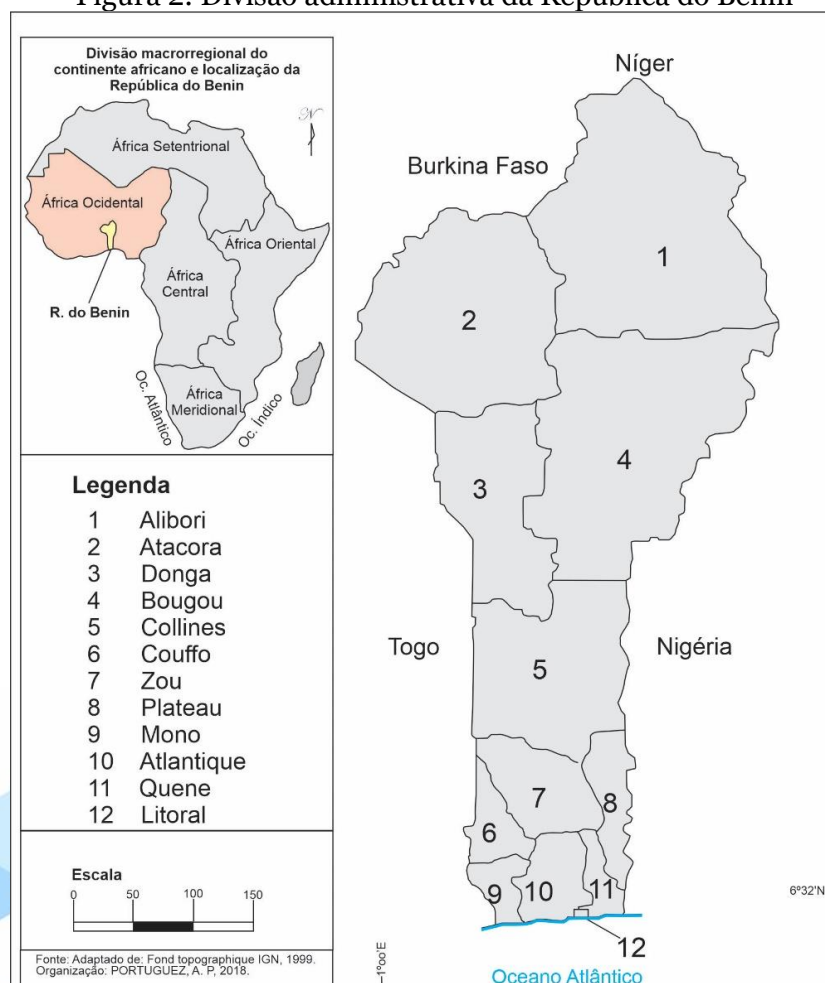 Figura 2: Divisão administrativa da República do Benin
Divisão macrorregional do
continente africano e localização da
República do Benin
N
África Setentrional
África Ocidental
África Oriental
África
Central
R. do Benin
África
Meridional
Oc. Atlântico
Oc. Índico
Legenda
1 Alibori
2 Atacora
3 Donga
4 Bougou
5 Collines
6 Couffo
7 Zou
8 Plateau
9 Mono
10 Atlantique
11 Quene
12 Litoral
Escala
0 50 100 150
Fonte: Adaptado de: Fond topographique IGN, 1999.
Organização: PORTUGUEZ, A. P, 2018.
Níger
Burkina Faso
1
2
3
4
Togo
Nigéria
5
6
7
8
9
10
11
12
6º32'N
1ºoo'E
Oceano Atlântico